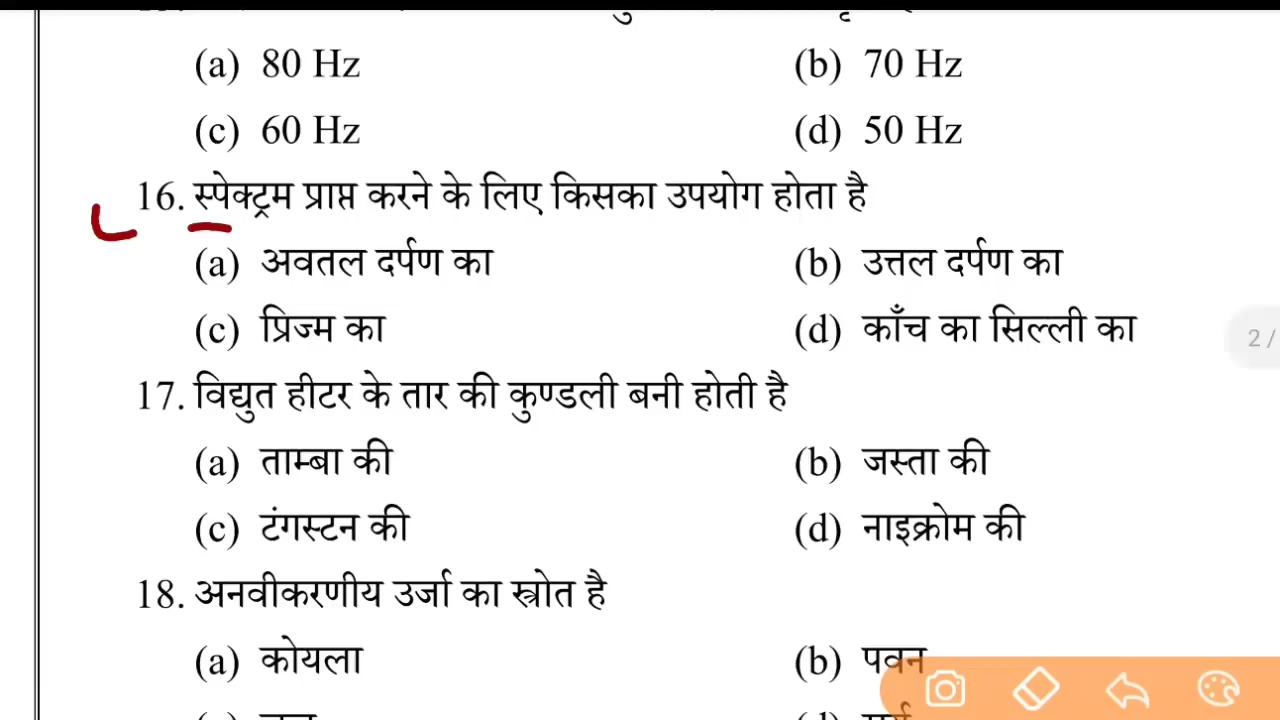 (a) 80 Hz (b) 70 Hz
(c) 60 Hz (d) 50 Hz
16. स्पेक्ट्रम प्राप्त करने के लिए किसका उपयोग होता है
(a) अवतल दर्पण का (b) उत्तल दर्पण का
(c) प्रिज्म का (d) काँच का सिल्ली का
2 /
17. विद्युत हीटर के तार की कुण्डली बनी होती है
(a) ताम्बा की (b) जस्ता की
(c) टंगस्टन की (d) नाइक्रोम की
18. अनवीकरणीय उर्जा का स्त्रोत है
(a) कोयला (b) पवन